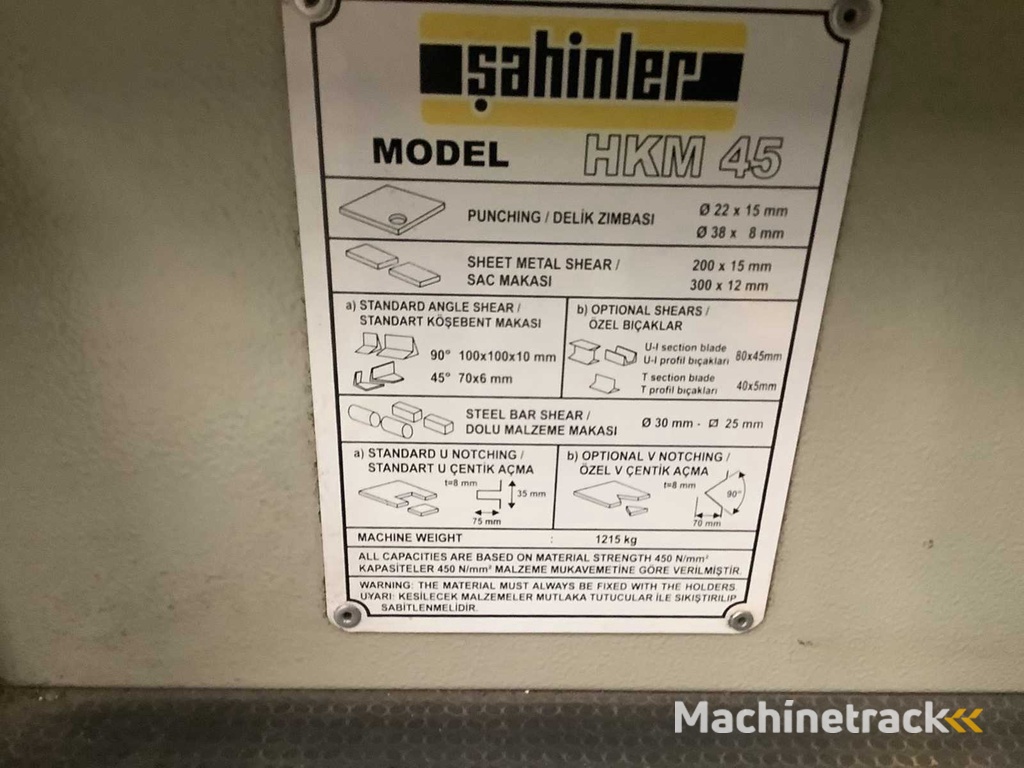 şahinler
MODEL HKM 45
PUNCHING / DELİK ZIMBASI
Ø 22 x 15 mm
Ø 38 x 8 mm
SHEET METAL SHEAR /
SAC MAKASI
200 x 15 mm
300 x 12 mm
a) STANDARD ANGLE SHEAR /
STANDART KÖŞEBENT MAKASI
90° 100x100x10 mm
45° 70x6 mm
b) OPTIONAL SHEARS /
ÖZEL BIÇAKLAR
U-I section blade
U-I profil bıçakları
80x45mm
T section blade
T profil bıçakları
40x5mm
STEEL BAR SHEAR /
DOLU MALZEME MAKASI
Ø 30 mm - ⌀ 25 mm
a) STANDARD U NOTCHING /
STANDART U ÇENTİK AÇMA
t=8 mm
35 mm
75 mm
b) OPTIONAL V NOTCHING /
ÖZEL V ÇENTİK AÇMA
t=8 mm
90°
70 mm
MACHINE WEIGHT : 1215 kg
ALL CAPACITIES ARE BASED ON MATERIAL STRENGTH 450 N/mm²
KAPASİTELER 450 N/mm² MALZEME MUKAVEMETİNE GÖRE VERİLMİŞTİR.
WARNING: THE MATERIAL MUST ALWAYS BE FIXED WITH THE HOLDERS.
UYARI: KESİLECEK MALZEMELER MUTLAKA TUTUCULAR İLE SIKIŞTIRILIP
SABİTLENMELİDİR.
Machinetrack